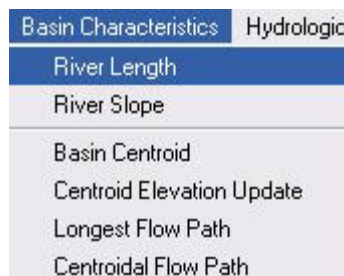 Basin Characteristics Hydrologic
River Length
River Slope
Basin Centroid
Centroid Elevation Update
Longest Flow Path
Centroidal Flow Path